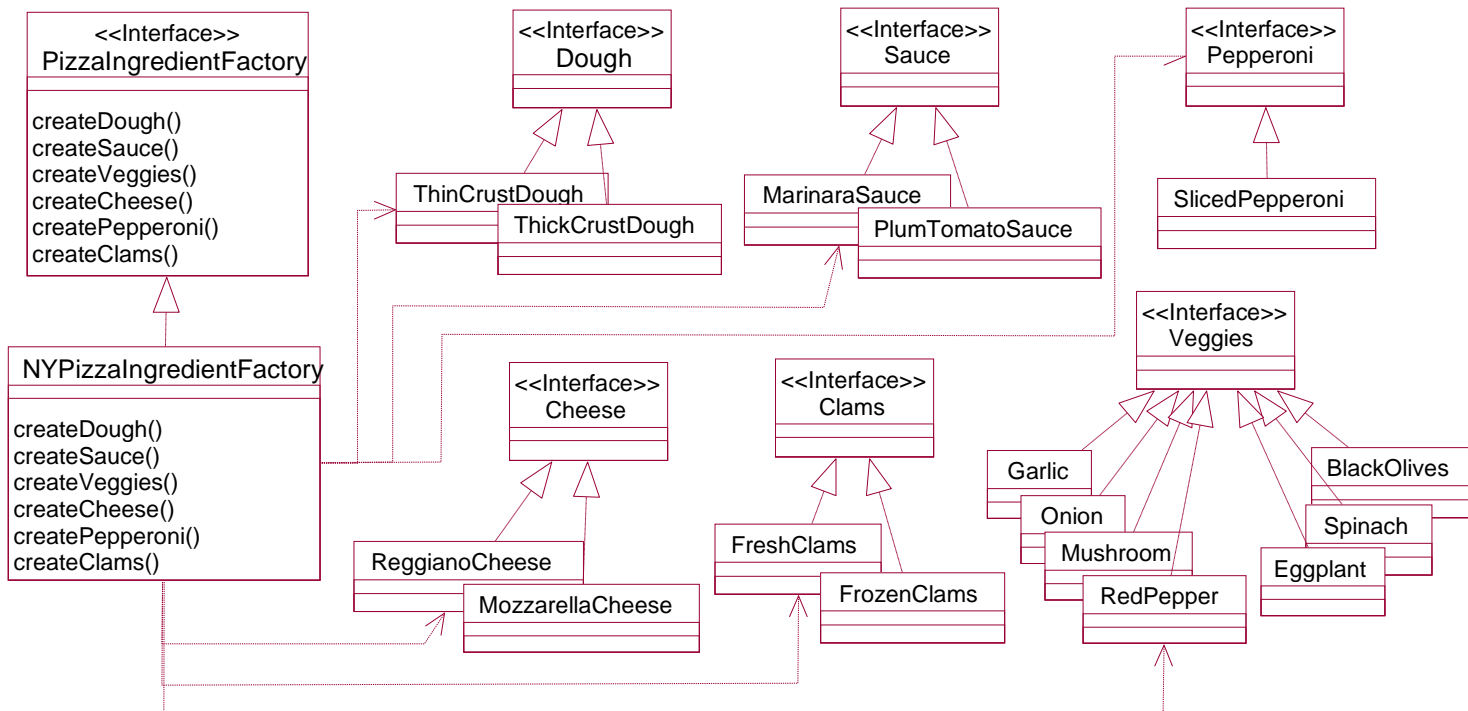 <<Interface>>
PizzaIngredientFactory
createDough()
createSauce()
createVeggies()
createCheese()
createPepperoni()
createClams()
<<Interface>>
Dough
<<Interface>>
Sauce
<<Interface>>
Pepperoni
ThinCrustDough
ThickCrustDough
MarinaraSauce
PlumTomatoSauce
SlicedPepperoni
NYPizzaIngredientFactory
createDough()
createSauce()
createVeggies()
createCheese()
createPepperoni()
createClams()
<<Interface>>
Cheese
<<Interface>>
Clams
<<Interface>>
Veggies
ReggianoCheese
MozzarellaCheese
FreshClams
FrozenClams
Garlic
Onion
Mushroom
RedPepper
BlackOlives
Spinach
Eggplant